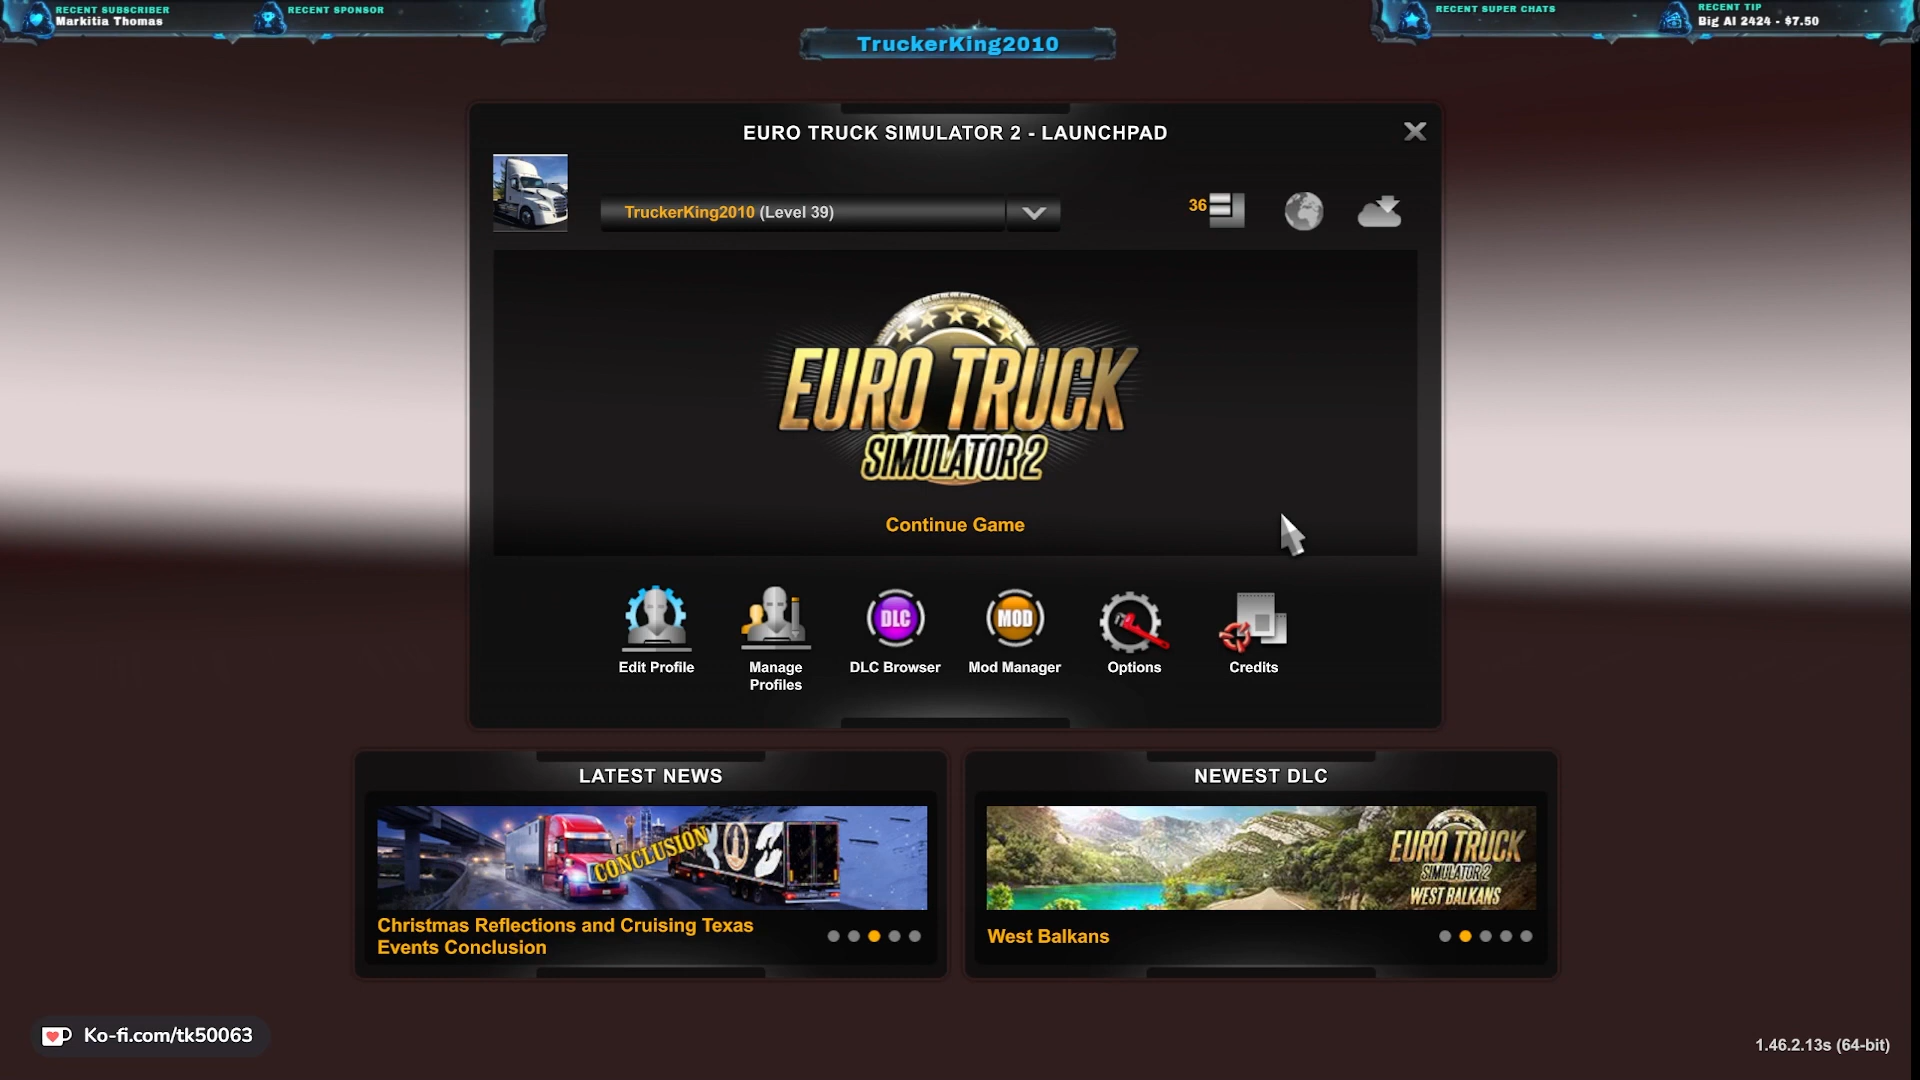 RECENT SUBSCRIBER
Markitia Thomas
RECENT SPONSOR
TruckerKing2010
RECENT SUPER CHATS
RECENT TIP
Big Al 2424 - $7.50
EURO TRUCK SIMULATOR 2 - LAUNCHPAD
TruckerKing2010 (Level 39)
36
EURO TRUCK
SIMULATOR 2
Continue Game
DLC
MOD
Edit Profile
Manage
Profiles
DLC Browser
Mod Manager
Options
Credits
LATEST NEWS
CONCLUSION
Christmas Reflections and Cruising Texas
Events Conclusion
NEWEST DLC
EURO TRUCK
SIMULATOR 2
WEST BALKANS
West Balkans
Ko-fi.com/tk50063
1.46.2.13s (64-bit)